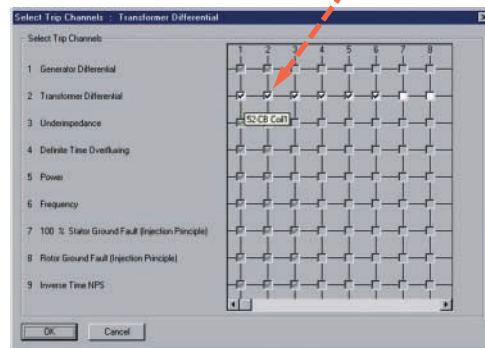 Select Trip Channels : Transformer Differential
Select Trip Channels
1 2 3 4 5 6 7 8
1 Generator Differential
2 Transformer Differential
52-CB Coil1
3 Underimpedance
4 Definite Time Overfluxing
5 Power
6 Frequency
7 100 % Stator Ground Fault (Injection Principle)
8 Rotor Ground Fault (Injection Principle)
9 Inverse Time NPS
OK Cancel